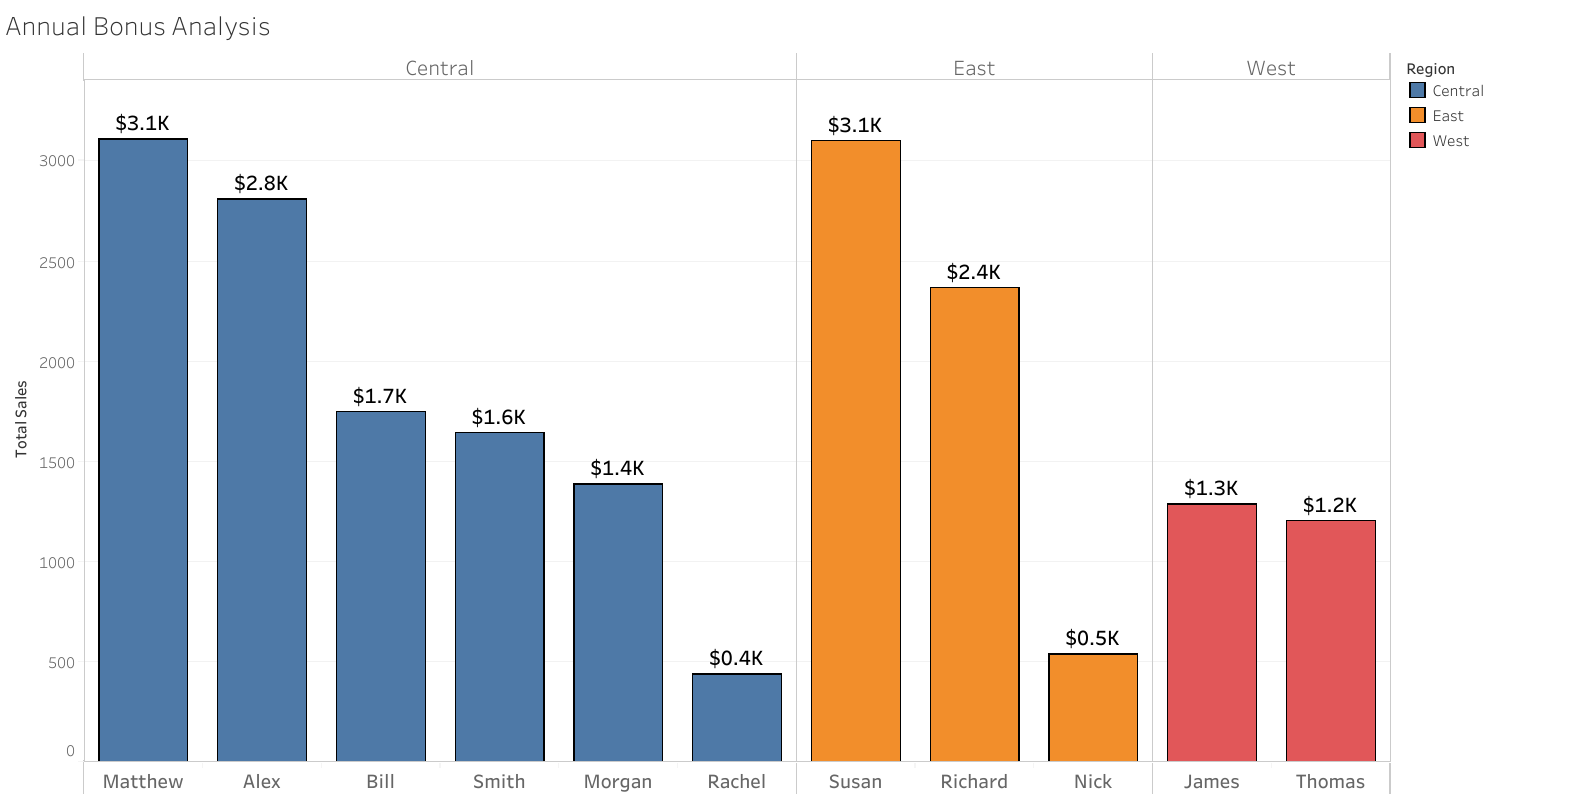 Annual Bonus Analysis
Central
East
West
Region
Central
East
West
Total Sales
3000
2500
2000
1500
1000
500
0
$3.1K
$2.8K
$1.7K
$1.6K
$1.4K
$0.4K
$3.1K
$2.4K
$0.5K
$1.3K
$1.2K
Matthew
Alex
Bill
Smith
Morgan
Rachel
Susan
Richard
Nick
James
Thomas